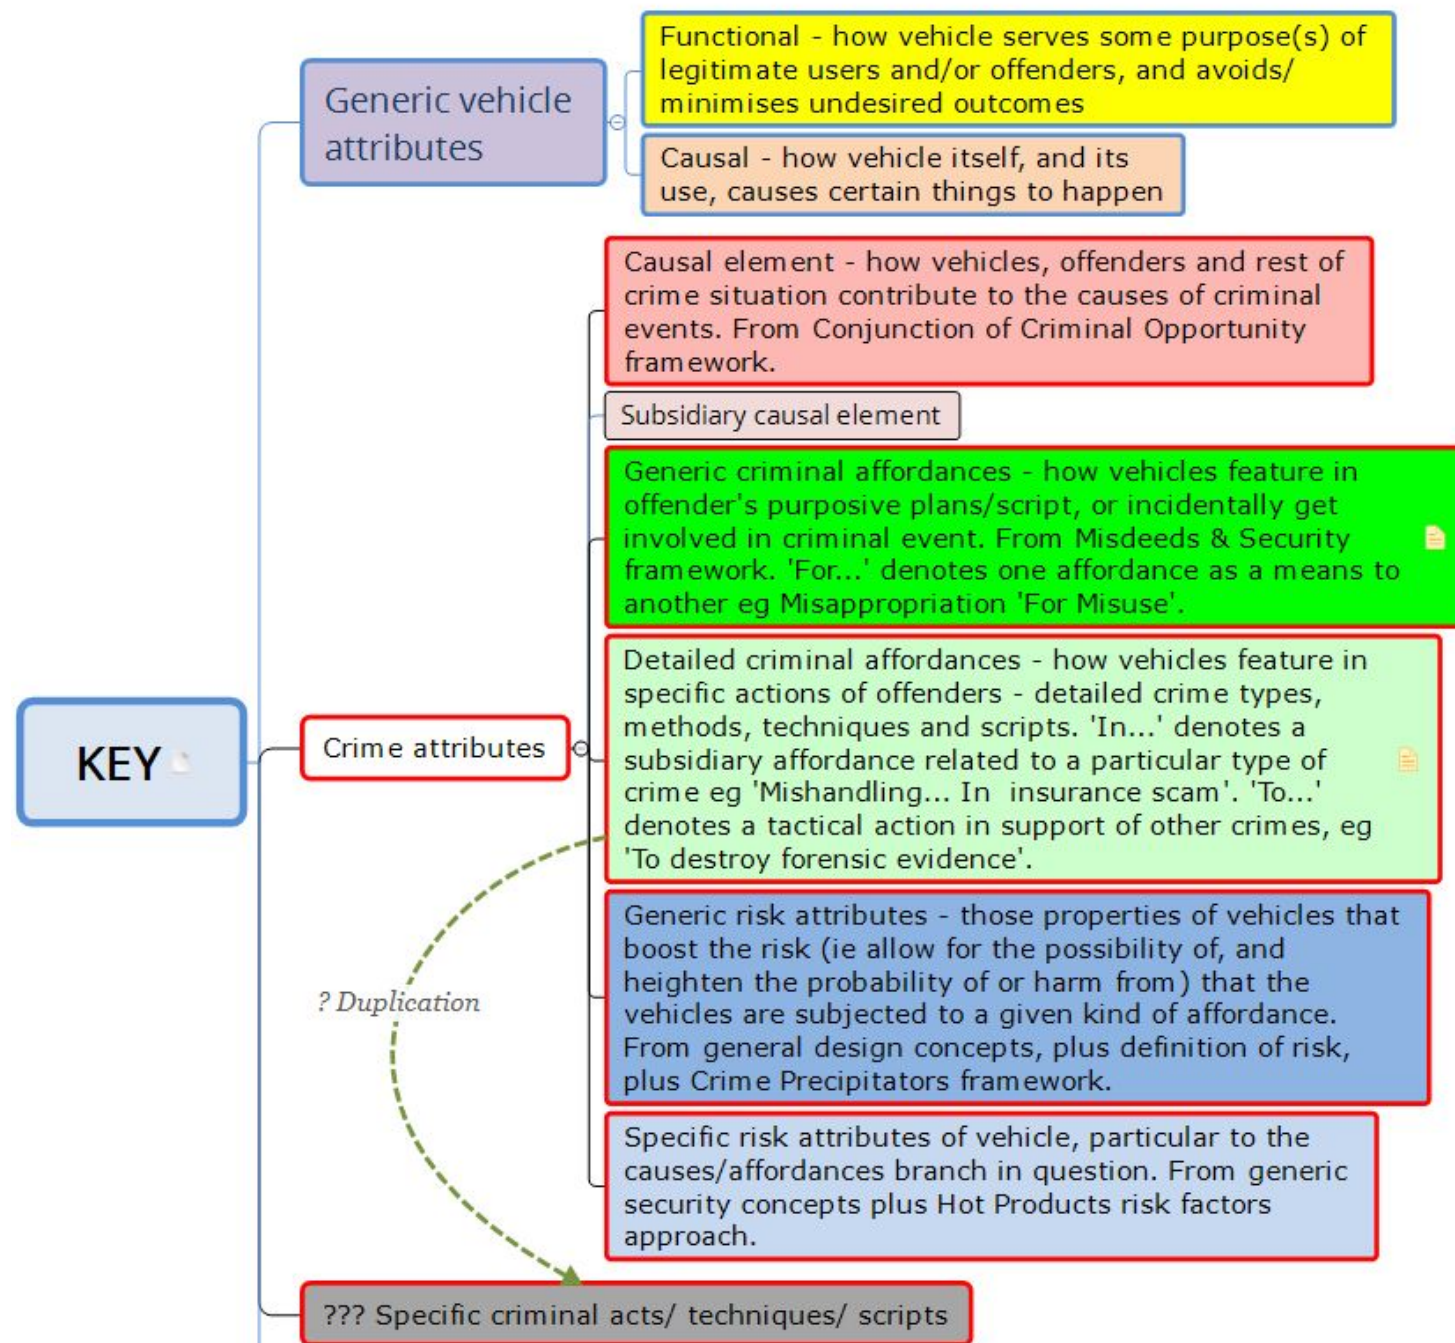 Functional - how vehicle serves some purpose(s) of
legitimate users and/or offenders, and avoids/
minimises undesired outcomes
Generic vehicle
attributes
Causal - how vehicle itself, and its
use, causes certain things to happen
Causal element - how vehicles, offenders and rest of
crime situation contribute to the causes of criminal
events. From Conjunction of Criminal Opportunity
framework.
Subsidiary causal element
Generic criminal affordances - how vehicles feature in
offender's purposive plans/script, or incidentally get
involved in criminal event. From Misdeeds & Security
framework. 'For...' denotes one affordance as a means to
another eg Misappropriation 'For Misuse'.
KEY
Crime attributes
Detailed criminal affordances - how vehicles feature in
specific actions of offenders - detailed crime types,
methods, techniques and scripts. 'In...' denotes a
subsidiary affordance related to a particular type of
crime eg 'Mishandling... In insurance scam'. 'To...'
denotes a tactical action in support of other crimes, eg
'To destroy forensic evidence'.
Generic risk attributes - those properties of vehicles that
boost the risk (ie allow for the possibility of, and
heighten the probability of or harm from) that the
vehicles are subjected to a given kind of affordance.
From general design concepts, plus definition of risk,
plus Crime Precipitators framework.
? Duplication
Specific risk attributes of vehicle, particular to the
causes/affordances branch in question. From generic
security concepts plus Hot Products risk factors
approach.
??? Specific criminal acts/ techniques/ scripts